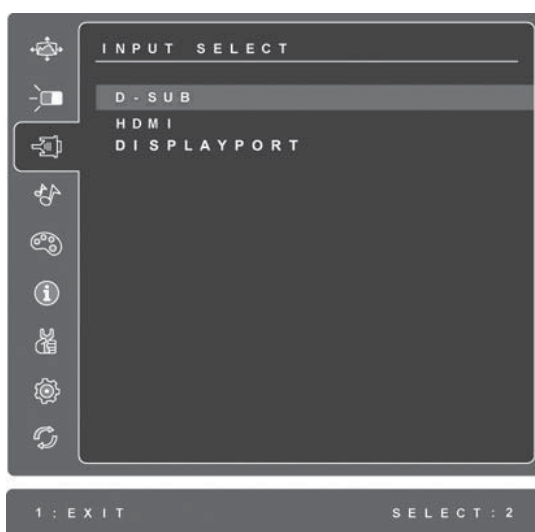 INPUT SELECT
D-SUB
HDMI
DISPLAYPORT
1:EXIT SELECT:2